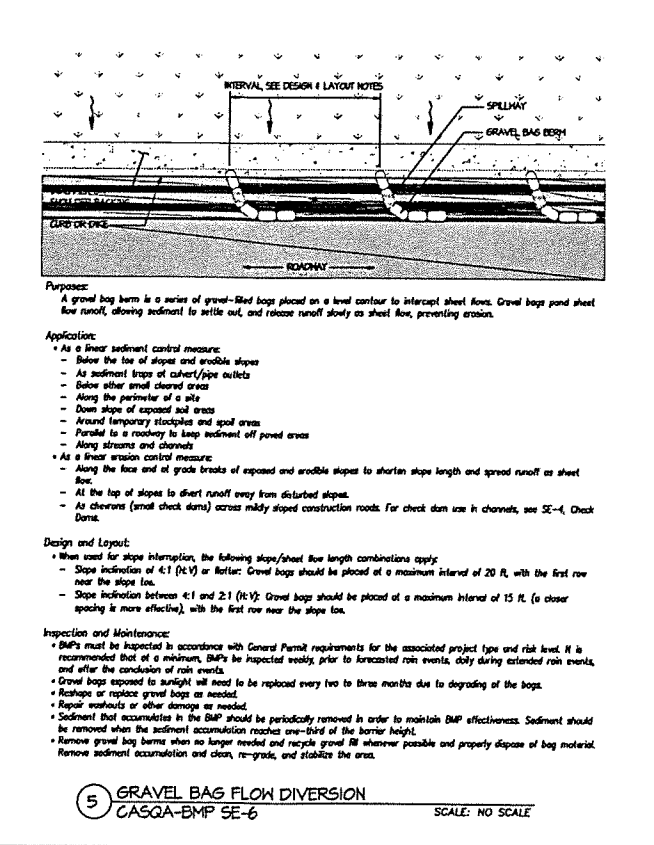 INTERVAL, SEE DESIGN & LAYOUT NOTES
SPILLWAY
GRAVEL BAG BERM
SHOULDER BACKING
CURB OR DIKE
ROADWAY
Purposes:
A gravel bag berm is a series of gravel-filled bags placed on a level contour to intercept sheet flows. Gravel bags pond sheet
flow runoff, allowing sediment to settle out, and release runoff slowly as sheet flow, preventing erosion.
Application:
• As a linear sediment control measure:
– Below the toe of slopes and erodible slopes
– As sediment traps at culvert/pipe outlets
– Below other small cleared areas
– Along the perimeter of a site
– Down slope of exposed soil areas
– Around temporary stockpiles and spoil areas
– Parallel to a roadway to keep sediment off paved areas
– Along streams and channels
• As a linear erosion control measure:
– Along the face and at grade breaks of exposed and erodible slopes to shorten slope length and spread runoff as sheet
flow.
– At the top of slopes to divert runoff away from disturbed slopes.
– As chevrons (small check dams) across mildly sloped construction roads. For check dam use in channels, see SE-4, Check
Dams.
Design and Layout:
• When used for slope interruption, the following slope/sheet flow length combinations apply:
– Slope inclination of 4:1 (H:V) or flatter: Gravel bags should be placed at a maximum interval of 20 ft, with the first row
near the slope toe.
– Slope inclination between 4:1 and 2:1 (H:V): Gravel bags should be placed at a maximum interval of 15 ft. (a closer
spacing is more effective), with the first row near the slope toe.
Inspection and Maintenance:
• BMPs must be inspected in accordance with General Permit requirements for the associated project type and risk level. It is
recommended that at a minimum, BMPs be inspected weekly, prior to forecasted rain events, daily during extended rain events,
and after the conclusion of rain events.
• Gravel bags exposed to sunlight will need to be replaced every two to three months due to degrading of the bags.
• Reshape or replace gravel bags as needed.
• Repair washouts or other damage as needed.
• Sediment that accumulates in the BMP should be periodically removed in order to maintain BMP effectiveness. Sediment should
be removed when the sediment accumulation reaches one-third of the barrier height.
• Remove gravel bag berms when no longer needed and recycle gravel fill whenever possible and properly dispose of bag material.
Remove sediment accumulation and clean, re-grade, and stabilize the area.
5 GRAVEL BAG FLOW DIVERSION
CASQA-BMP SE-6
SCALE: NO SCALE